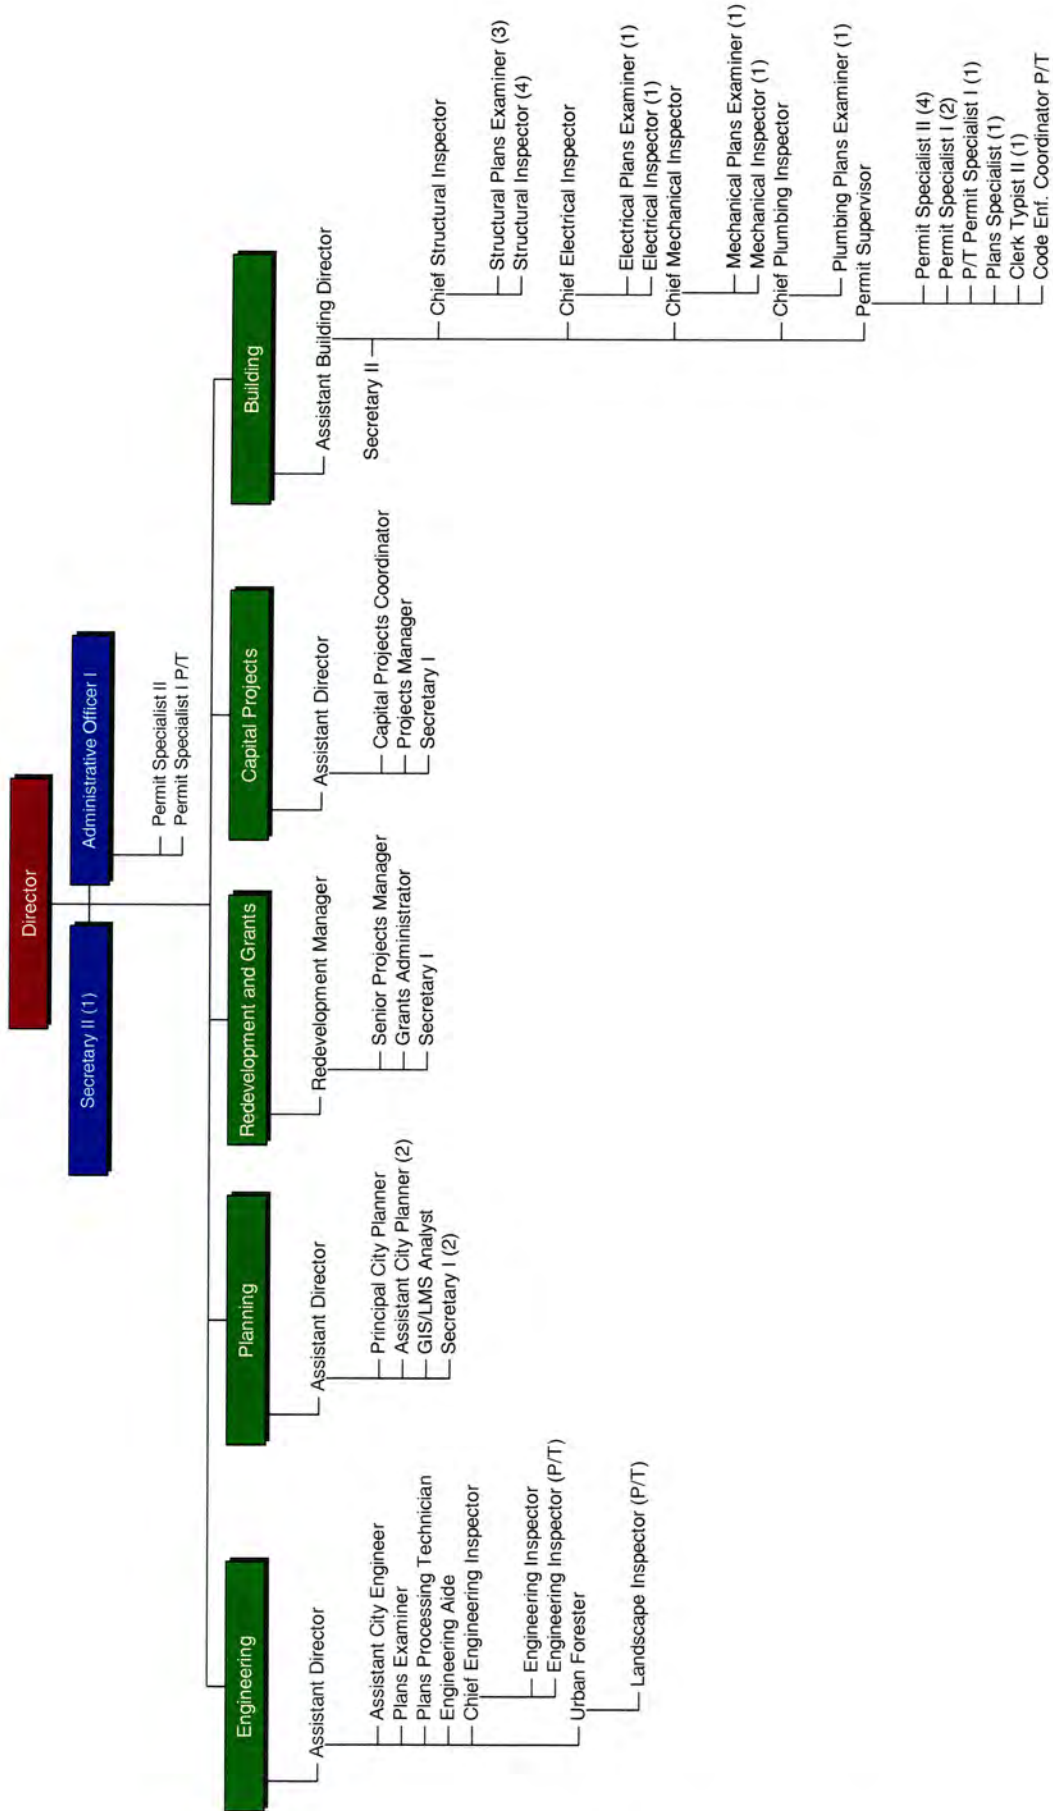 Director
Secretary II (1)
Administrative Officer I
Permit Specialist II
Permit Specialist I P/T
Engineering
Assistant Director
Assistant City Engineer
Plans Examiner
Plans Processing Technician
Engineering Aide
Chief Engineering Inspector
Engineering Inspector
Engineering Inspector (P/T)
Urban Forester
Landscape Inspector (P/T)
Planning
Assistant Director
Principal City Planner
Assistant City Planner (2)
GIS/LMS Analyst
Secretary I (2)
Redevelopment and Grants
Redevelopment Manager
Senior Projects Manager
Grants Administrator
Secretary I
Capital Projects
Assistant Director
Capital Projects Coordinator
Projects Manager
Secretary I
Building
Assistant Building Director
Secretary II
Chief Structural Inspector
Structural Plans Examiner (3)
Structural Inspector (4)
Chief Electrical Inspector
Electrical Plans Examiner (1)
Electrical Inspector (1)
Chief Mechanical Inspector
Mechanical Plans Examiner (1)
Mechanical Inspector (1)
Chief Plumbing Inspector
Plumbing Plans Examiner (1)
Permit Supervisor
Permit Specialist II (4)
Permit Specialist I (2)
P/T Permit Specialist I (1)
Plans Specialist (1)
Clerk Typist II (1)
Code Enf. Coordinator P/T